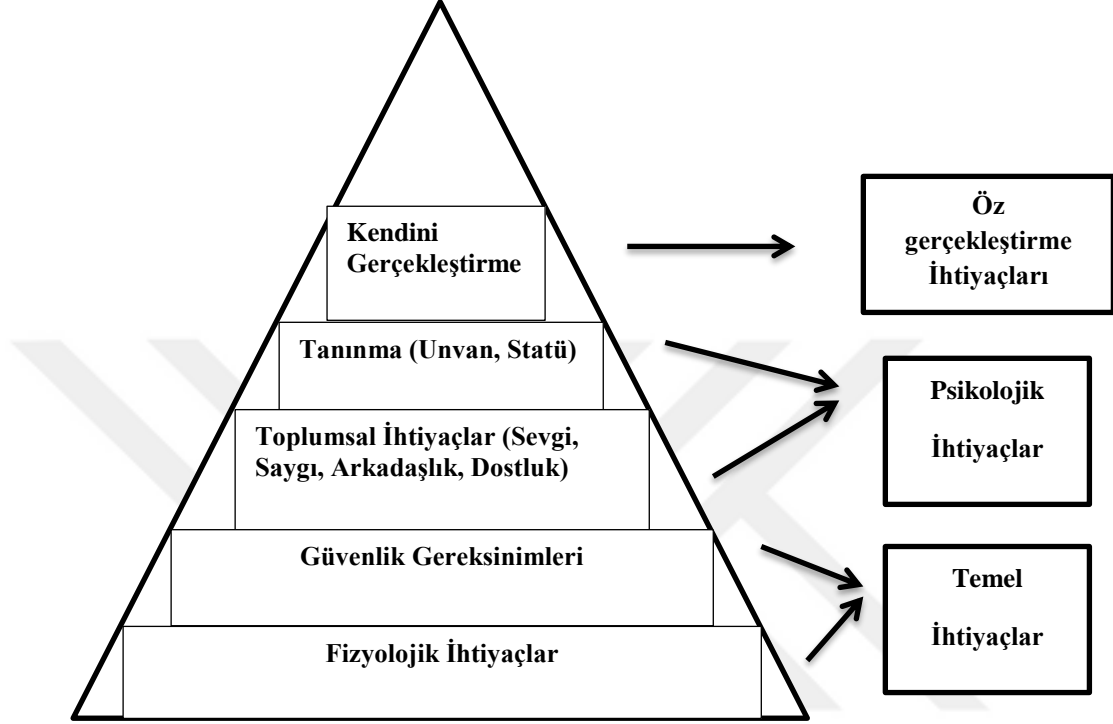 Kendini
Gerçekleştirme
Tanınma (Unvan, Statü)
Toplumsal İhtiyaçlar (Sevgi,
Saygı, Arkadaşlık, Dostluk)
Güvenlik Gereksinimleri
Fizyolojik İhtiyaçlar
Öz
gerçekleştirme
İhtiyaçları
Psikolojik
İhtiyaçlar
Temel
İhtiyaçlar